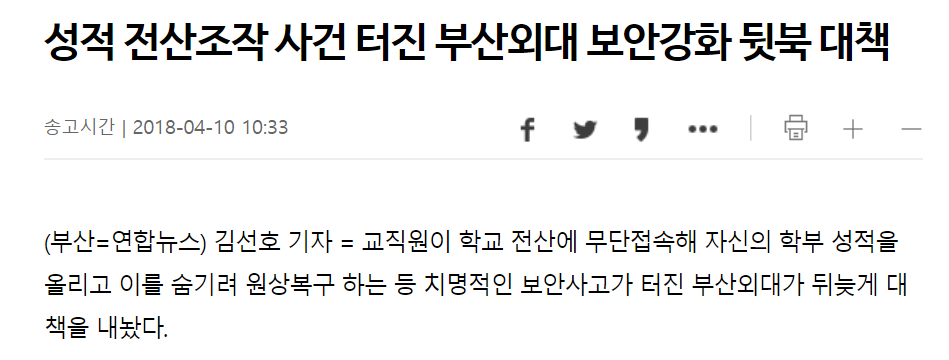 성적 전산조작 사건 터진 부산외대 보안강화 뒷북 대책
송고시간 | 2018-04-10 10:33
(부산=연합뉴스) 김선호 기자 = 교직원이 학교 전산에 무단접속해 자신의 학부 성적을
올리고 이를 숨기려 원상복구 하는 등 치명적인 보안사고가 터진 부산외대가 뒤늦게 대
책을 내놨다.